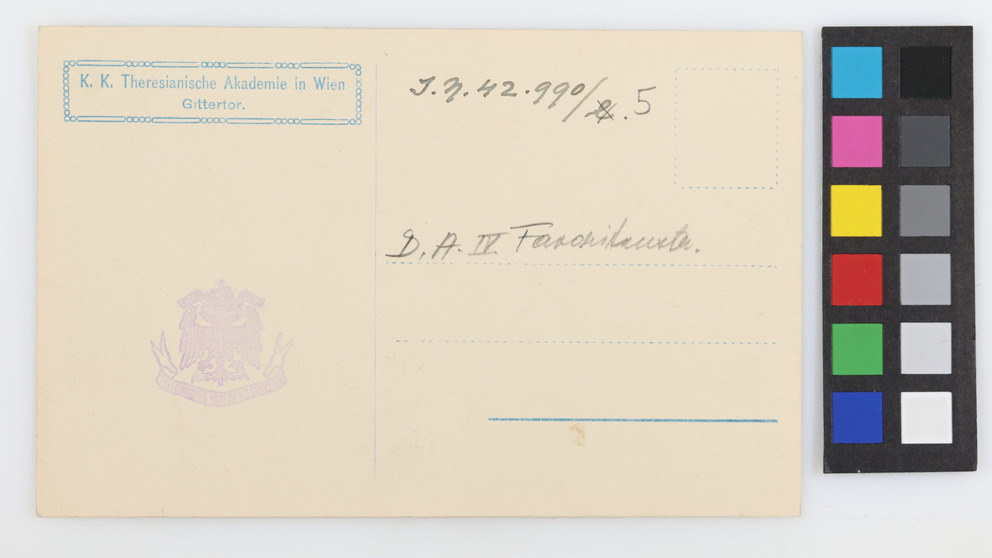 K. K. Theresianische Akademie in Wien
Gittertor.
J.N. 42.990/5
D. A. IV. Favoritenstr.